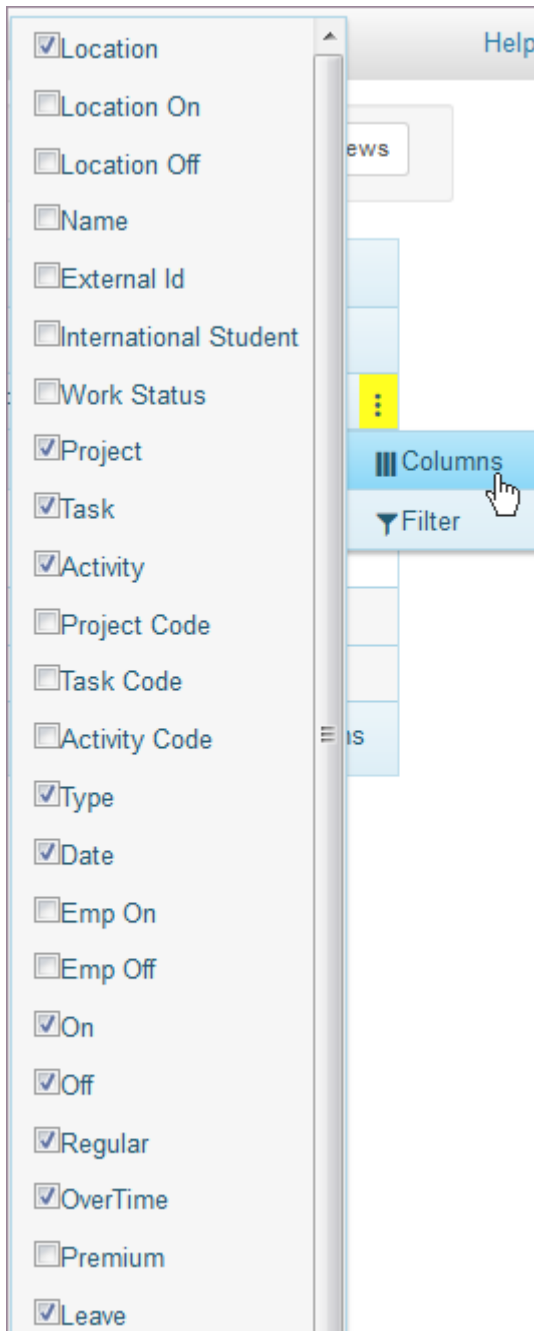 Location
Help
Location On
Location Off
ews
Name
External Id
International Student
Work Status
Project
Columns
Task
Filter
Activity
Project Code
Task Code
Activity Code
ns
Type
Date
Emp On
Emp Off
On
Off
Regular
OverTime
Premium
Leave